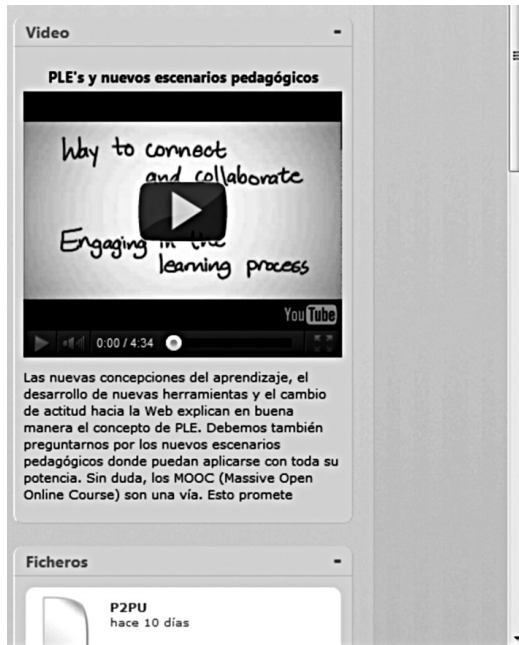 Video -
PLE's y nuevos escenarios pedagógicos
Way to connect
and collaborate
Engaging in the
learning process
YouTube
0:00 / 4:34
Las nuevas concepciones del aprendizaje, el
desarrollo de nuevas herramientas y el cambio
de actitud hacia la Web explican en buena
manera el concepto de PLE. Debemos también
preguntarnos por los nuevos escenarios
pedagógicos donde puedan aplicarse con toda su
potencia. Sin duda, los MOOC (Massive Open
Online Course) son una vía. Esto promete
Ficheros -
P2PU
hace 10 días